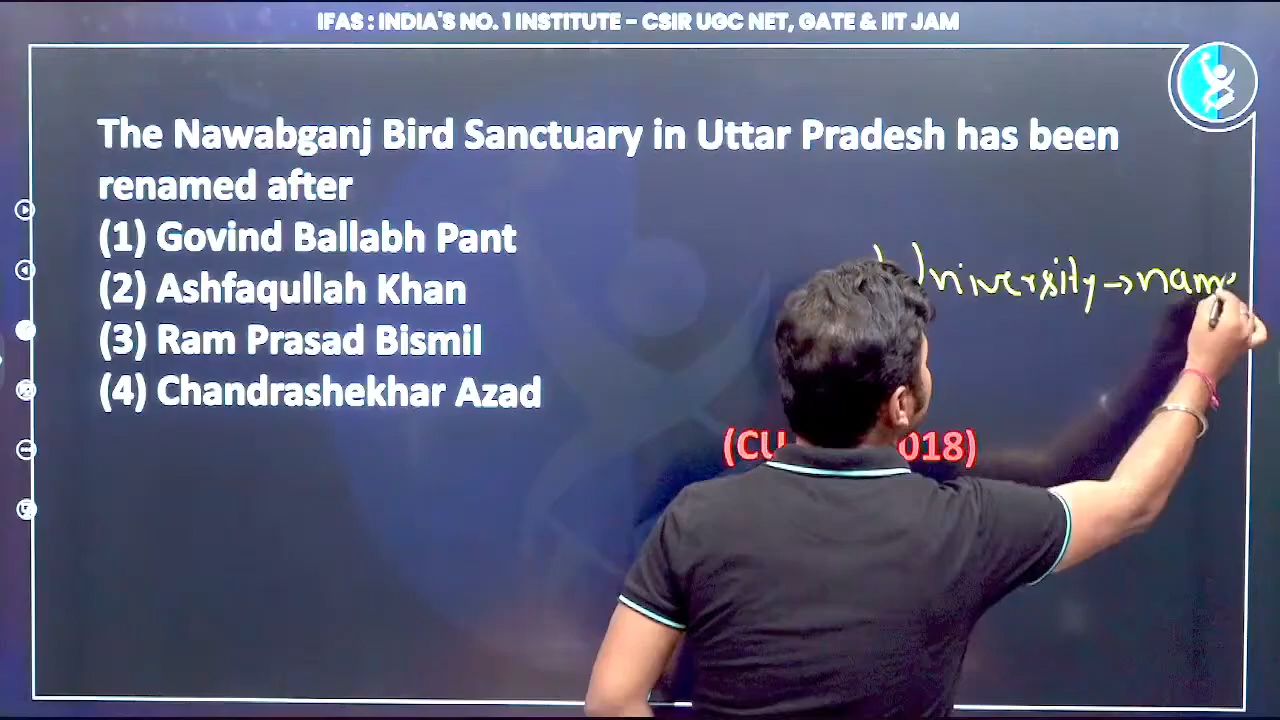 IFAS : INDIA'S NO. 1 INSTITUTE - CSIR UGC NET, GATE & IIT JAM
The Nawabganj Bird Sanctuary in Uttar Pradesh has been
renamed after
(1) Govind Ballabh Pant
(2) Ashfaqullah Khan
(3) Ram Prasad Bismil
(4) Chandrashekhar Azad
University → name
(CU 018)